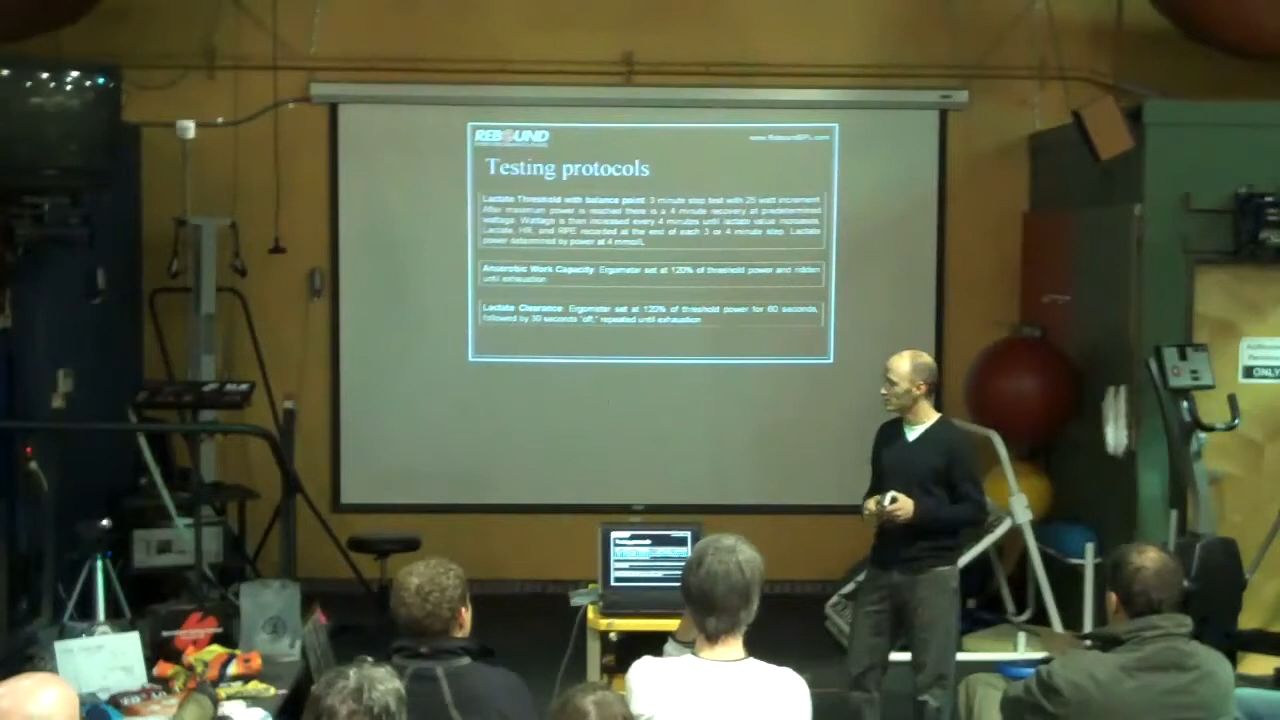 REBOUND
Testing protocols
Lactate Threshold with balance point: 3 minute step test with 25 watt increment
After maximum power is reached there is a 4 minute recovery at predetermined
wattage. Wattage is then increased every 4 minutes until lactate value increases.
Lactate, HR, and RPE recorded at the end of each 3 or 4 minute step. Lactate
power determined by power at 4 mmol/L
Anaerobic Work Capacity: Ergometer set at 120% of threshold power and ridden
until exhaustion
Lactate Clearance: Ergometer set at 120% of threshold power for 60 seconds,
followed by 30 seconds "off," repeated until exhaustion
ONLY
Testing protocols